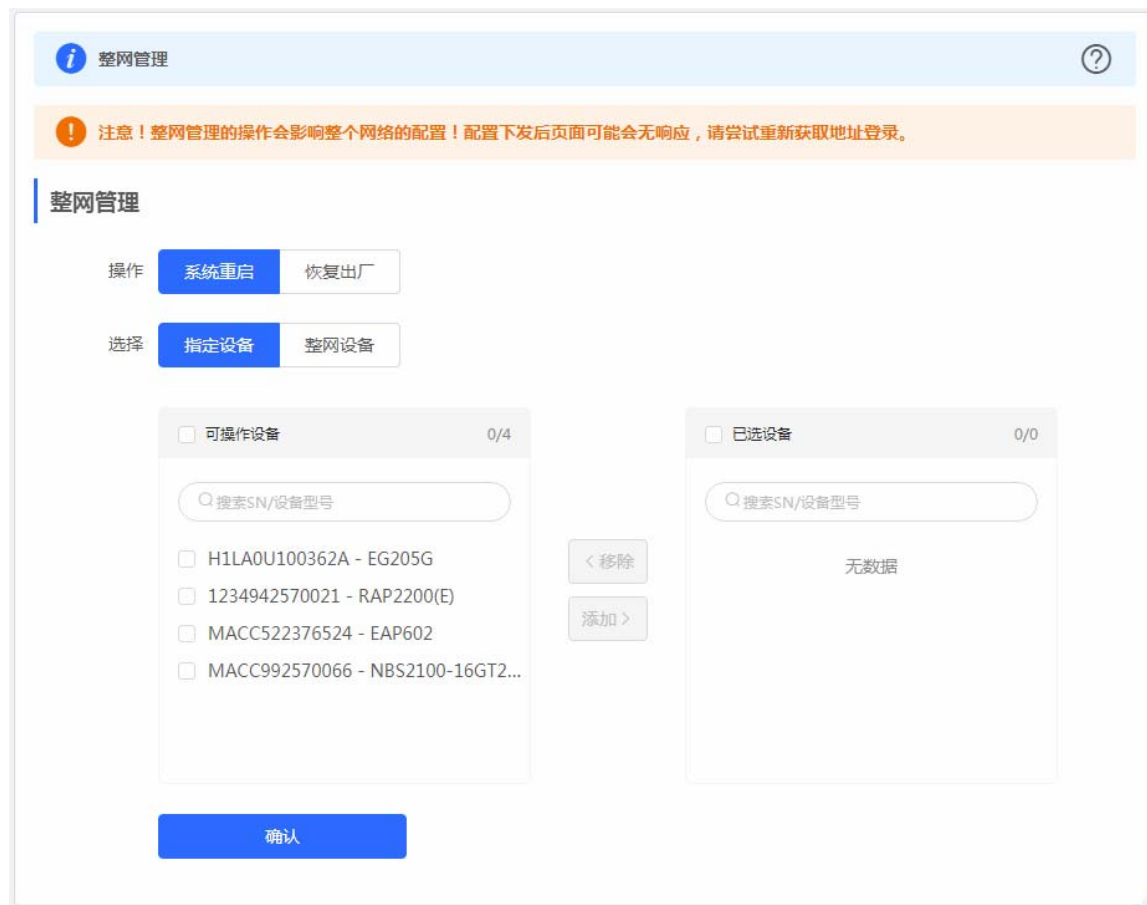 整网管理
注意！整网管理的操作会影响整个网络的配置！配置下发后页面可能会无响应，请尝试重新获取地址登录。
整网管理
操作 系统重启 恢复出厂
选择 指定设备 整网设备
可操作设备 0/4
搜索SN/设备型号
H1LA0U100362A - EG205G
1234942570021 - RAP2200(E)
MACC522376524 - EAP602
MACC992570066 - NBS2100-16GT2...
< 移除
添加 >
已选设备 0/0
搜索SN/设备型号
无数据
确认